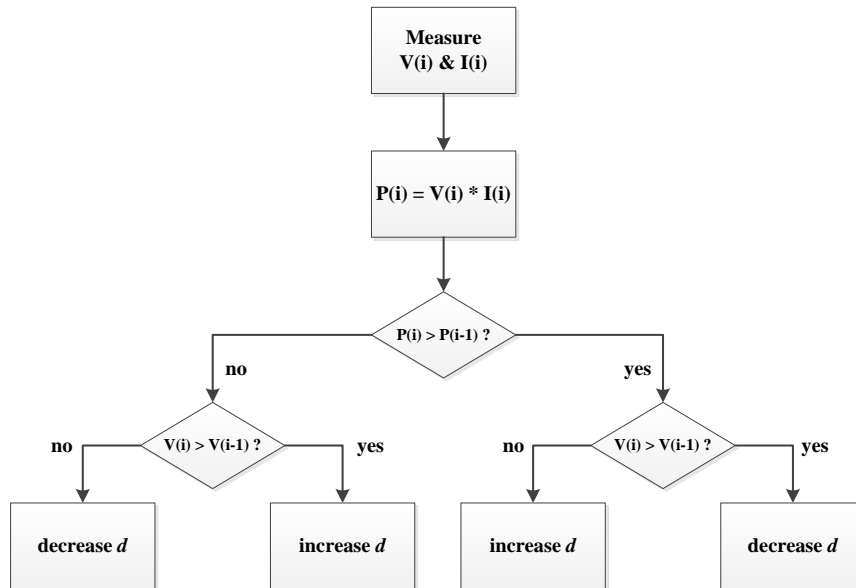 Measure
V(i) & I(i)
P(i) = V(i) * I(i)
P(i) > P(i-1) ?
no
yes
V(i) > V(i-1) ?
no
yes
V(i) > V(i-1) ?
no
yes
decrease d
increase d
increase d
decrease d